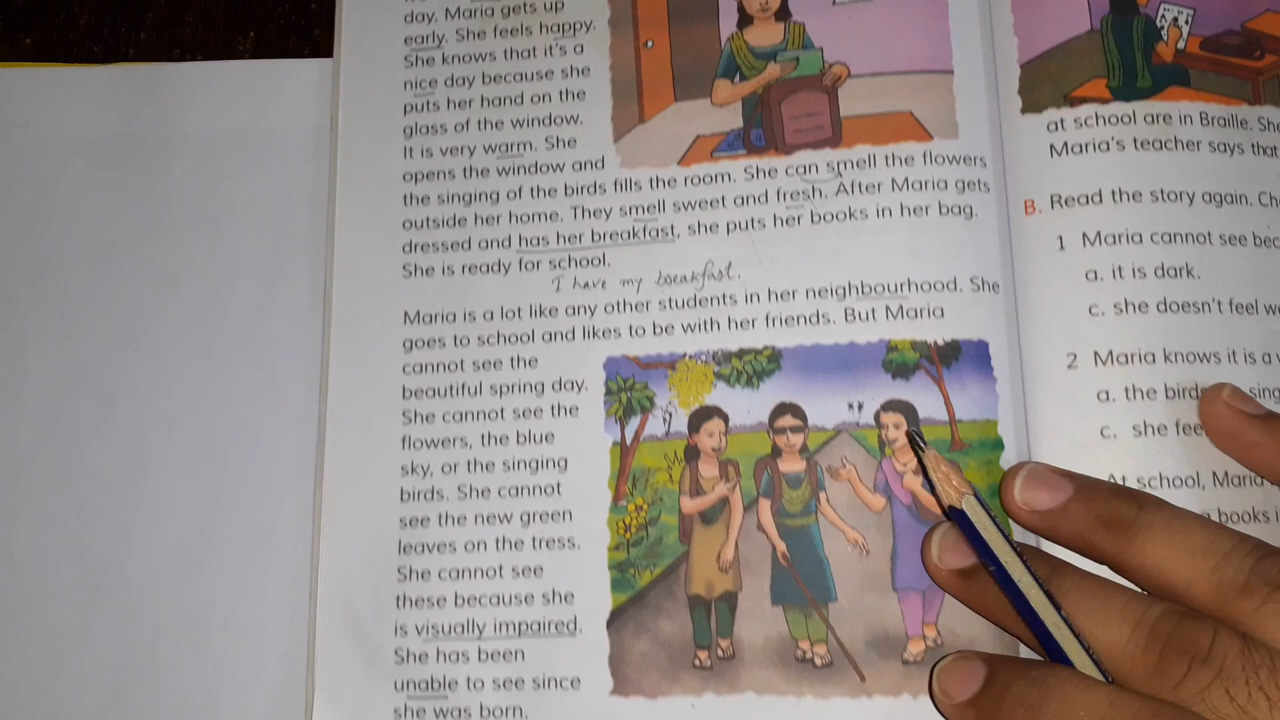 day, Maria gets up
early. She feels happy.
She knows that it's a
nice day because she
puts her hand on the
glass of the window.
It is very warm. She
opens the window and
the singing of the birds fills the room. She can smell the flowers
outside her home. They smell sweet and fresh. After Maria gets
dressed and has her breakfast, she puts her books in her bag.
She is ready for school.
I have my breakfast.
Maria is a lot like any other students in her neighbourhood. She
goes to school and likes to be with her friends. But Maria
cannot see the
beautiful spring day.
She cannot see the
flowers, the blue
sky, or the singing
birds. She cannot
see the new green
leaves on the tress.
She cannot see
these because she
is visually impaired.
She has been
unable to see since
she was born.
at school are in Braille.
Maria's teacher says that
B. Read the story again.
1 Maria cannot see
a. it is dark.
c. she doesn't feel
2 Maria knows it is a
a. the
c. she
At school, Maria
books